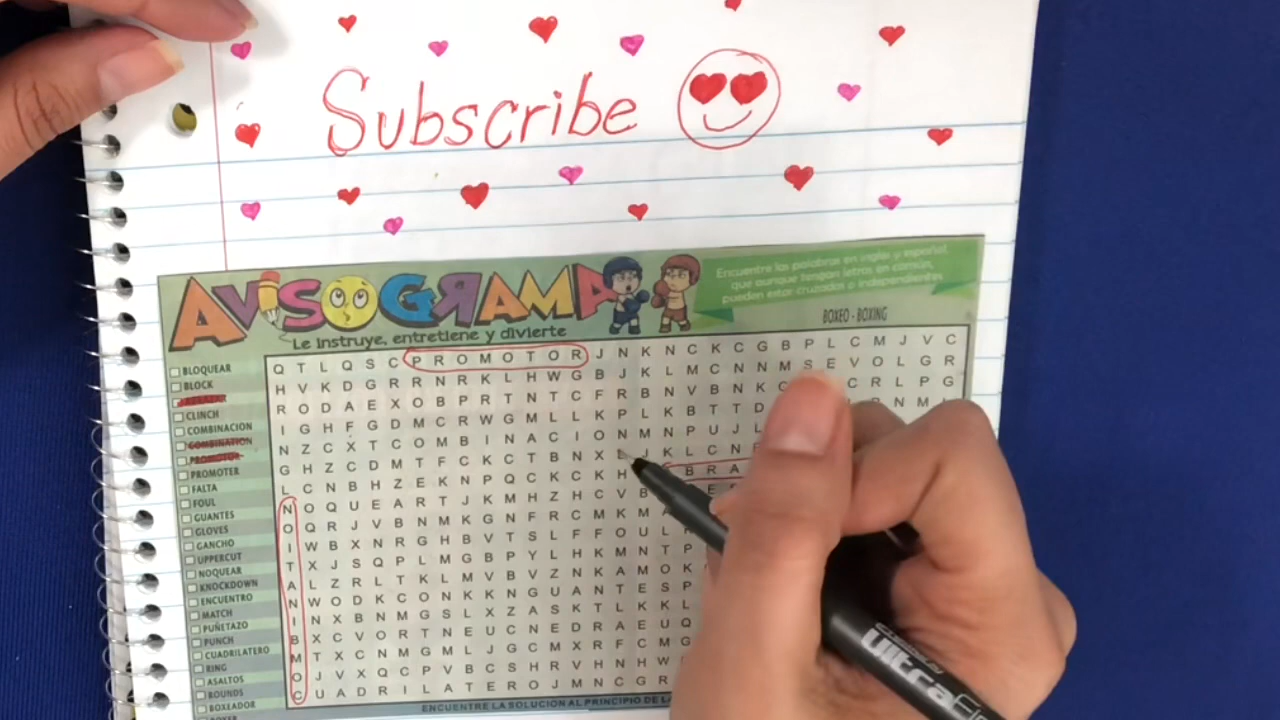 Subscribe
AVISOGRAMA
Le instruye, entretiene y divierte
Encuentre las palabras en inglés y español,
que aunque tengan letras en común,
pueden estar cruzadas o independientes
BOXEO - BOXING
BLOQUEAR
BLOCK
CLINCH
COMBINACION
COMBINATION
PROMOTOR
PROMOTER
FALTA
FOUL
GUANTES
GLOVES
GANCHO
UPPERCUT
NOQUEAR
KNOCKDOWN
ENCUENTRO
MATCH
PUÑETAZO
PUNCH
CUADRILATERO
RING
ASALTOS
ROUNDS
BOXEADOR
BOXER
Q T L Q S C P R O M O T O R J N K N C K C G B P L C M J V C
H V K D G R R N R K L H W G B J K L M C N N M S E V O L G R
R O D A E X O B P R T N T C F R B N V B N K C R L P G
I G H F G D M C R W G M L L K P L K B T T D N M
N Z C X T C O M B I N A C I O N M N P U J L
G H Z C D M T F C K C T B N X J K L C N
L C N B H Z E K N P Q C K C K H B R A
N O Q U E A R T J K M H Z H C V B E
O Q R J V B N M K G N F R C M K M A
I W B X N R G H B V T S L F F O U L
T X J S Q P L M G B P Y L H K M N T P
A L Z R L T K L M V B V Z N K A M O K
N W O D K C O N K K N G U A N T E S P
I N X B N M G S L X Z A S K T L K K L
B X C V O R T N E U C N E D R A E U Q
M T X C N M G M L J G C M X R F C M G
O J V X Q C P V B C S H R V H N H W
C U A D R I L A T E R O J M N C G R
ENCUENTRE LA SOLUCION AL PRINCIPIO DE
Ultra